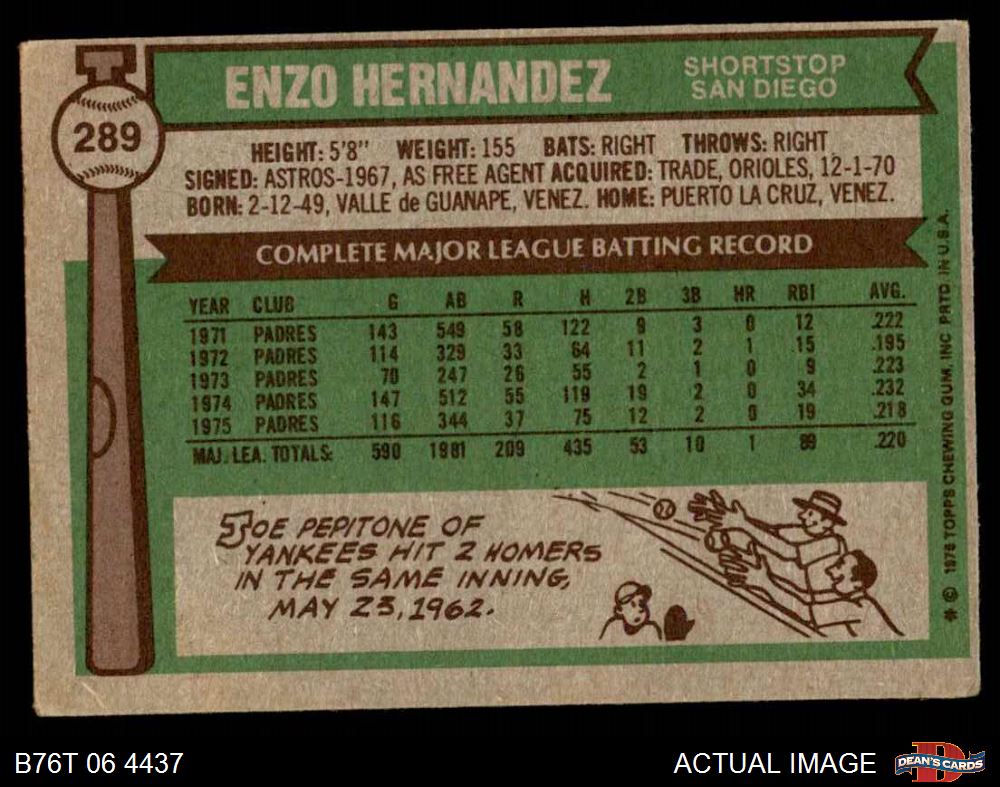 289
ENZO HERNANDEZ
SHORTSTOP
SAN DIEGO
HEIGHT: 5'8" WEIGHT: 155 BATS: RIGHT THROWS: RIGHT
SIGNED: ASTROS-1967, AS FREE AGENT ACQUIRED: TRADE, ORIOLES, 12-1-70
BORN: 2-12-49, VALLE de GUANAPE, VENEZ. HOME: PUERTO LA CRUZ, VENEZ.
COMPLETE MAJOR LEAGUE BATTING RECORD
YEAR CLUB G AB R H 2B 3B HR RBI AVG.
1971 PADRES 143 549 58 122 9 3 0 12 .222
1972 PADRES 114 329 33 64 11 2 1 15 .195
1973 PADRES 70 247 26 55 2 1 0 9 .223
1974 PADRES 147 512 55 119 19 2 0 34 .232
1975 PADRES 116 344 37 75 12 2 0 19 .218
MAJ. LEA. TOTALS: 590 1981 209 435 53 10 1 89 .220
JOE PEPITONE OF
YANKEES HIT 2 HOMERS
IN THE SAME INNING,
MAY 23, 1962.
* © 1976 TOPPS CHEWING GUM, INC PRTD. IN U.S.A.
B76T 06 4437
ACTUAL IMAGE
D
DEAN'S CARDS